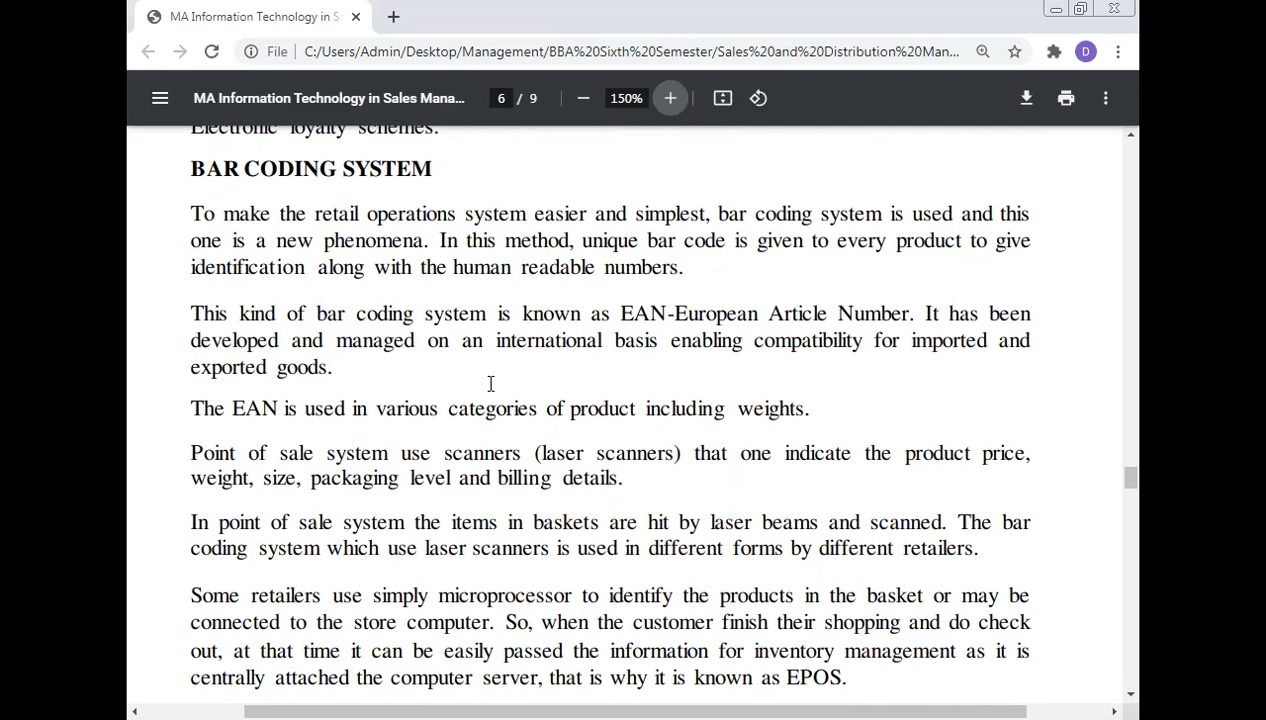 MA Information Technology in S
File C:/Users/Admin/Desktop/Management/BBA%20Sixth%20Semester/Sales%20and%20Distribution%20Man...
D
MA Information Technology in Sales Mana... 6 / 9 150%
Electronic loyalty schemes.
BAR CODING SYSTEM
To make the retail operations system easier and simplest, bar coding system is used and this
one is a new phenomena. In this method, unique bar code is given to every product to give
identification along with the human readable numbers.
This kind of bar coding system is known as EAN-European Article Number. It has been
developed and managed on an international basis enabling compatibility for imported and
exported goods.
The EAN is used in various categories of product including weights.
Point of sale system use scanners (laser scanners) that one indicate the product price,
weight, size, packaging level and billing details.
In point of sale system the items in baskets are hit by laser beams and scanned. The bar
coding system which use laser scanners is used in different forms by different retailers.
Some retailers use simply microprocessor to identify the products in the basket or may be
connected to the store computer. So, when the customer finish their shopping and do check
out, at that time it can be easily passed the information for inventory management as it is
centrally attached the computer server, that is why it is known as EPOS.